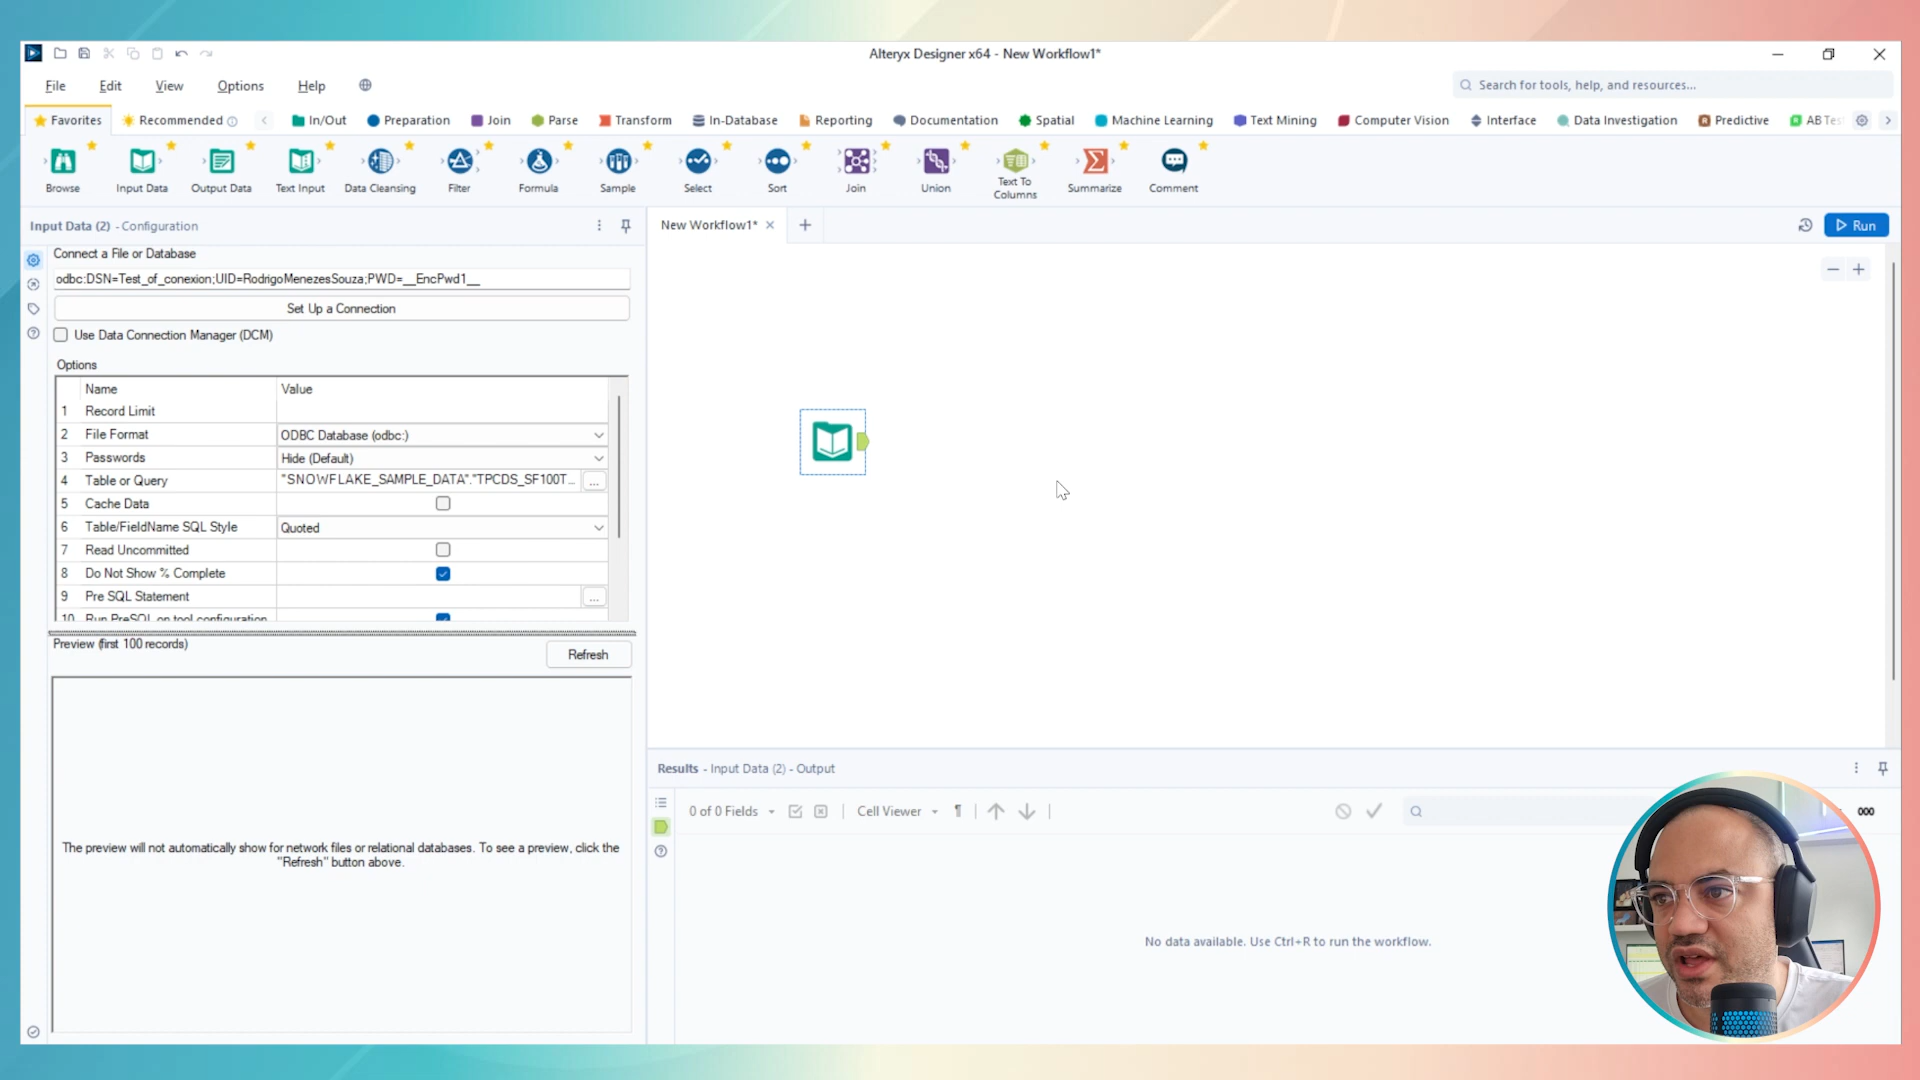 Alteryx Designer x64 - New Workflow1*
File Edit View Options Help
Search for tools, help, and resources...
Favorites Recommended In/Out Preparation Join Parse Transform In-Database Reporting Documentation Spatial Machine Learning Text Mining Computer Vision Interface Data Investigation Predictive AB Tes
Browse Input Data Output Data Text Input Data Cleansing Filter Formula Sample Select Sort Join Union Text To Columns Summarize Comment
Input Data (2) - Configuration
New Workflow1*
Run
Connect a File or Database
odbc:DSN=Test_of_conexion;UID=RodrigoMenezesSouza;PWD=__EncPwd1__
Set Up a Connection
Use Data Connection Manager (DCM)
Options
Name Value
1 Record Limit
2 File Format ODBC Database (odbc:)
3 Passwords Hide (Default)
4 Table or Query "SNOWFLAKE_SAMPLE_DATA"."TPCDS_SF100T... ...
5 Cache Data
6 Table/FieldName SQL Style Quoted
7 Read Uncommitted
8 Do Not Show % Complete
9 Pre SQL Statement ...
10 Run PreSQL on tool configuration
Preview (first 100 records)
Refresh
The preview will not automatically show for network files or relational databases. To see a preview, click the
"Refresh" button above.
Results - Input Data (2) - Output
0 of 0 Fields Cell Viewer
No data available. Use Ctrl+R to run the workflow.